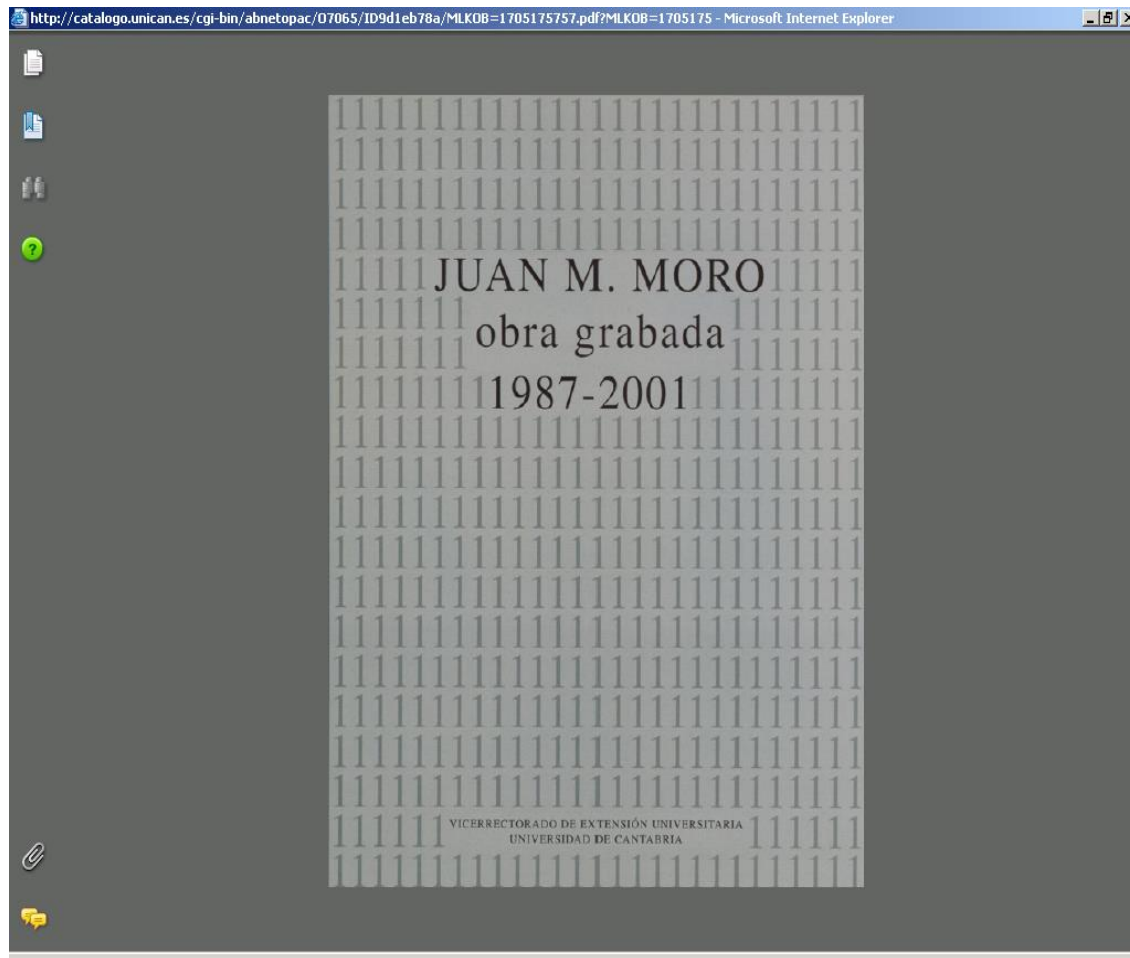 http://catalogo.unican.es/cgi-bin/abnetopac/O7065/ID9d1eb78a/MLKOB=1705175757.pdf?MLKOB=1705175 - Microsoft Internet Explorer
JUAN M. MORO
obra grabada
1987-2001
VICERRECTORADO DE EXTENSIÓN UNIVERSITARIA
UNIVERSIDAD DE CANTABRIA